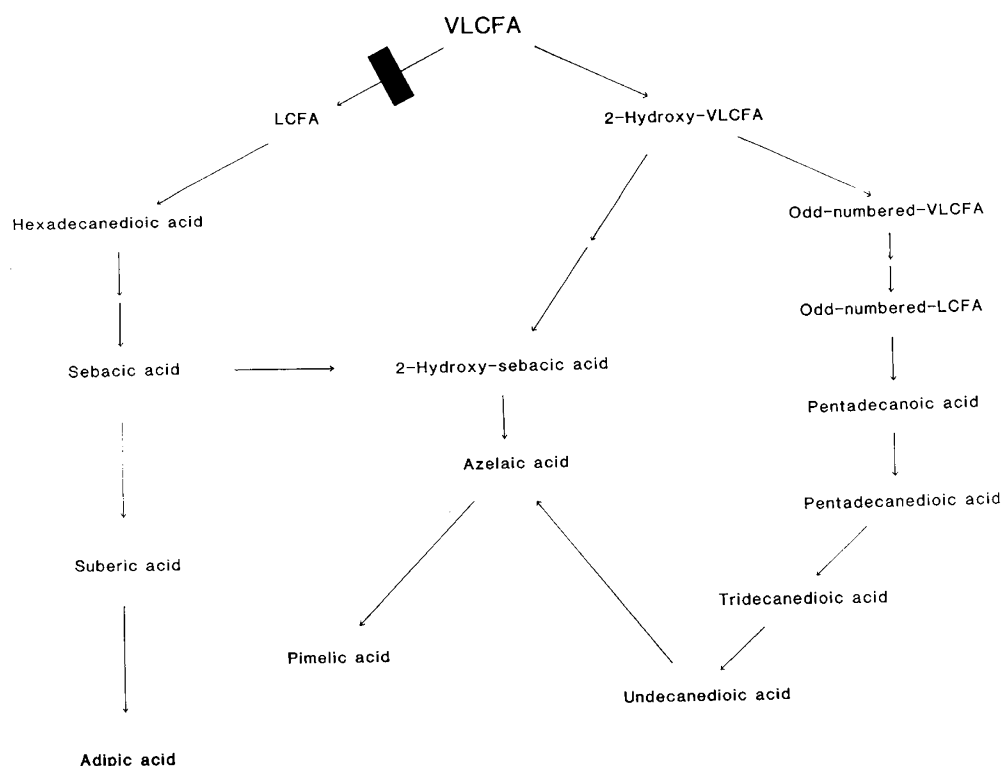 VLCFA
LCFA
2-Hydroxy-VLCFA
Hexadecanedioic acid
Odd-numbered-VLCFA
Odd-numbered-LCFA
Sebacic acid
2-Hydroxy-sebacic acid
Pentadecanoic acid
Azelaic acid
Pentadecanedioic acid
Suberic acid
Tridecanedioic acid
Pimelic acid
Undecanedioic acid
Adipic acid